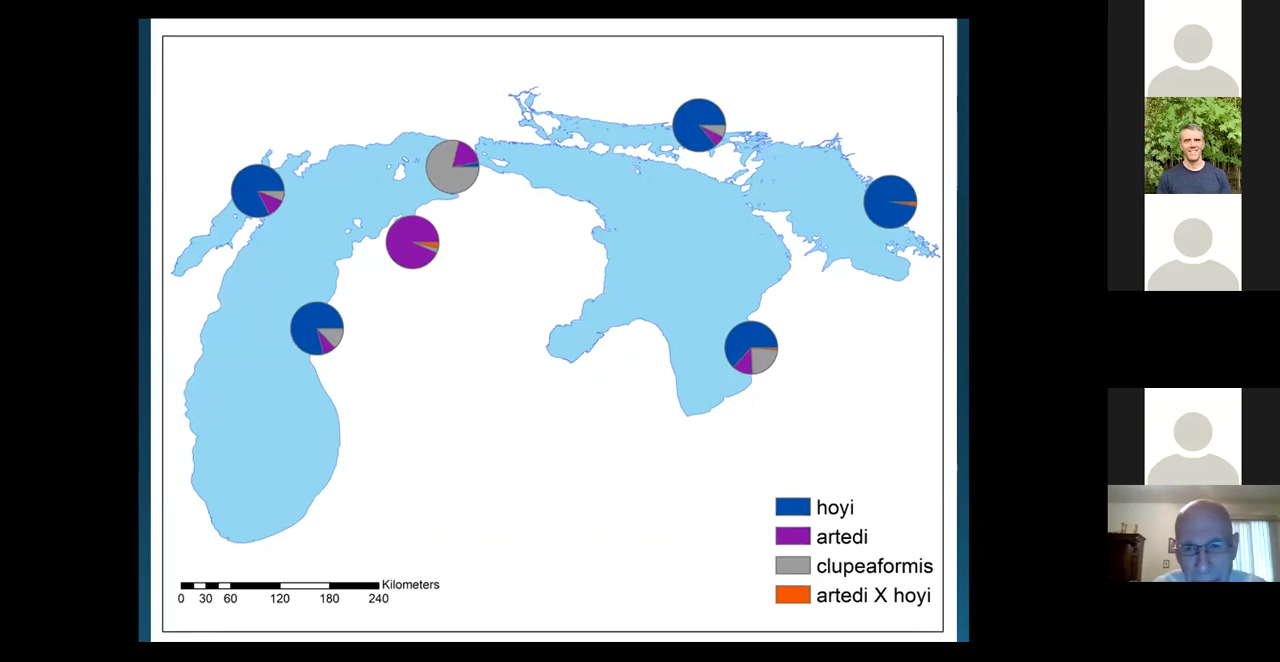 hoyi
artedi
clupeaformis
artedi X hoyi
Kilometers
0 30 60 120 180 240